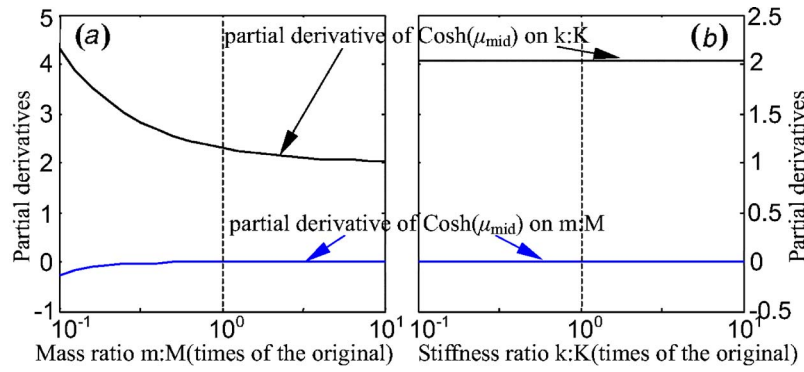 5
4
3
2
1
0
-1
Partial derivatives
(a)
partial derivative of Cosh(μmid) on k:K
partial derivative of Cosh(μmid) on m:M
10-1
100
101
Mass ratio m:M(times of the original)
(b)
10-1
100
101
Stiffness ratio k:K(times of the original)
2.5
2
1.5
1
0.5
0
-0.5
Partial derivatives